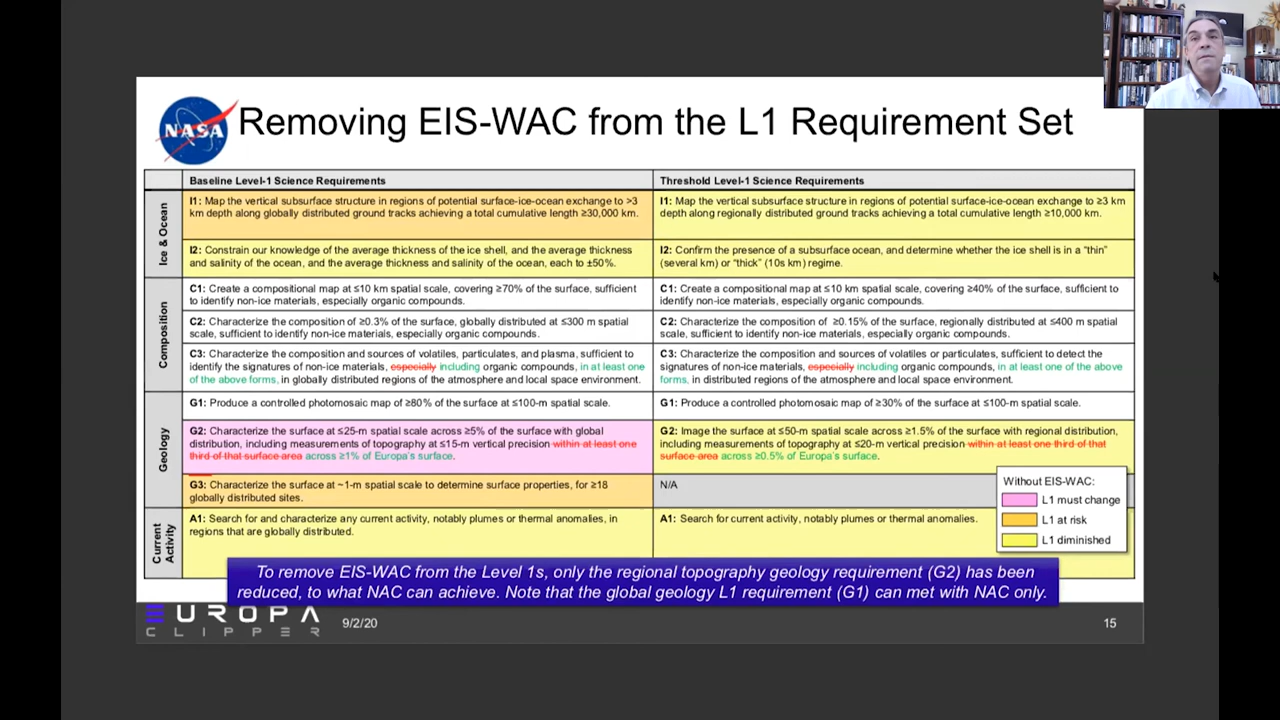 NASA
Removing EIS-WAC from the L1 Requirement Set
Baseline Level-1 Science Requirements
Threshold Level-1 Science Requirements
Ice & Ocean
I1: Map the vertical subsurface structure in regions of potential surface-ice-ocean exchange to >3
km depth along globally distributed ground tracks achieving a total cumulative length ≥30,000 km.
I1: Map the vertical subsurface structure in regions of potential surface-ice-ocean exchange to ≥3 km
depth along regionally distributed ground tracks achieving a total cumulative length ≥10,000 km.
I2: Constrain our knowledge of the average thickness of the ice shell, and the average thickness
and salinity of the ocean, and the average thickness and salinity of the ocean, each to ±50%.
I2: Confirm the presence of a subsurface ocean, and determine whether the ice shell is in a “thin”
(several km) or “thick” (10s km) regime.
Composition
C1: Create a compositional map at ≤10 km spatial scale, covering ≥70% of the surface, sufficient
to identify non-ice materials, especially organic compounds.
C1: Create a compositional map at ≤10 km spatial scale, covering ≥40% of the surface, sufficient to
identify non-ice materials, especially organic compounds.
C2: Characterize the composition of ≥0.3% of the surface, globally distributed at ≤300 m spatial
scale, sufficient to identify non-ice materials, especially organic compounds.
C2: Characterize the composition of ≥0.15% of the surface, regionally distributed at ≤400 m spatial
scale, sufficient to identify non-ice materials, especially organic compounds.
C3: Characterize the composition and sources of volatiles, particulates, and plasma, sufficient to
identify the signatures of non-ice materials, especially including organic compounds, in at least one
of the above forms, in globally distributed regions of the atmosphere and local space environment.
C3: Characterize the composition and sources of volatiles or particulates, sufficient to detect the
signatures of non-ice materials, especially including organic compounds, in at least one of the above
forms, in distributed regions of the atmosphere and local space environment.
Geology
G1: Produce a controlled photomosaic map of ≥80% of the surface at ≤100-m spatial scale.
G1: Produce a controlled photomosaic map of ≥30% of the surface at ≤100-m spatial scale.
G2: Characterize the surface at ≤25-m spatial scale across ≥5% of the surface with global
distribution, including measurements of topography at ≤15-m vertical precision within at least one
third of that surface area across ≥1% of Europa's surface.
G2: Image the surface at ≤50-m spatial scale across ≥1.5% of the surface with regional distribution,
including measurements of topography at ≤20-m vertical precision within at least one third of that
surface area across ≥0.5% of Europa's surface.
G3: Characterize the surface at ~1-m spatial scale to determine surface properties, for ≥18
globally distributed sites.
N/A
Current
Activity
A1: Search for and characterize any current activity, notably plumes or thermal anomalies, in
regions that are globally distributed.
A1: Search for current activity, notably plumes or thermal anomalies.
Without EIS-WAC:
L1 must change
L1 at risk
L1 diminished
To remove EIS-WAC from the Level 1s, only the regional topography geology requirement (G2) has been
reduced, to what NAC can achieve. Note that the global geology L1 requirement (G1) can met with NAC only.
EUROPA
CLIPPER
9/2/20
15